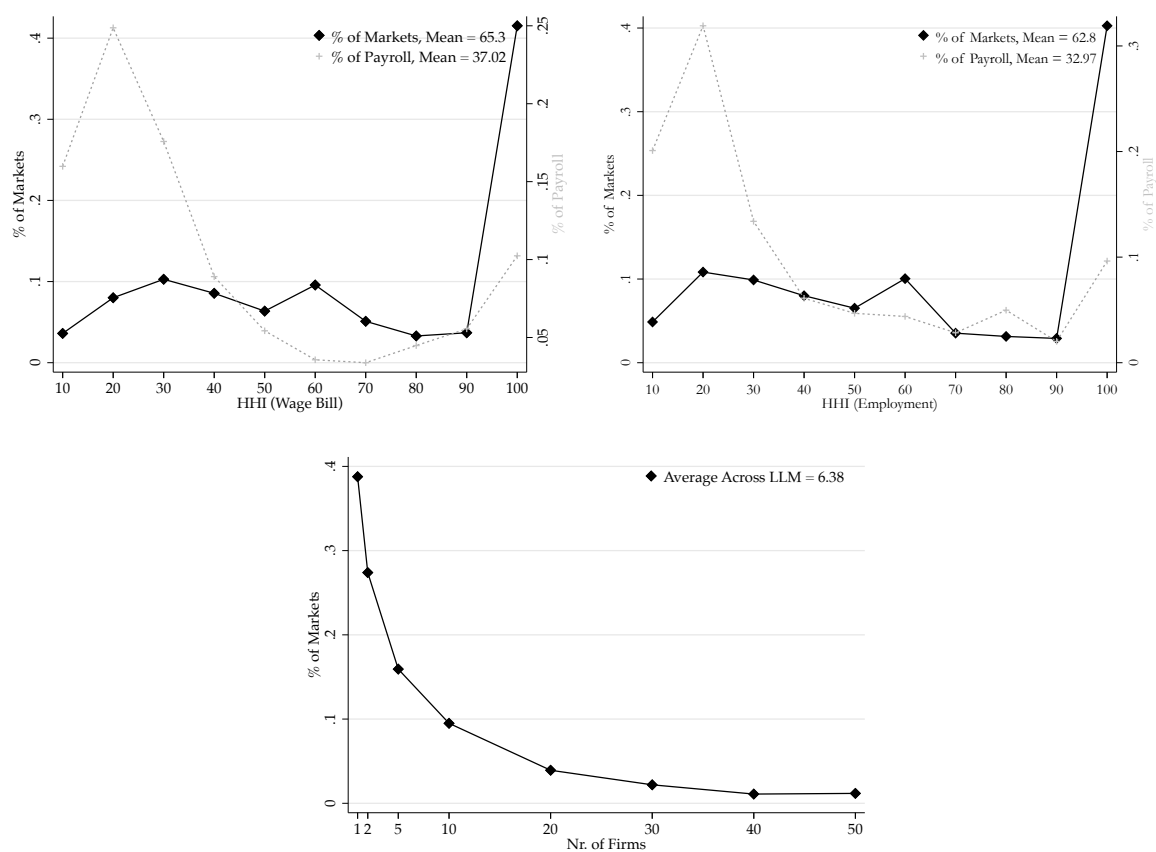 % of Markets, Mean = 65.3
% of Payroll, Mean = 37.02
% of Markets
0 .1 .2 .3 .4
% of Payroll
.05 .1 .15 .2 .25
10 20 30 40 50 60 70 80 90 100
HHI (Wage Bill)
% of Markets, Mean = 62.8
% of Payroll, Mean = 32.97
% of Markets
0 .1 .2 .3 .4
% of Payroll
0 .1 .2 .3
10 20 30 40 50 60 70 80 90 100
HHI (Employment)
Average Across LLM = 6.38
% of Markets
0 .1 .2 .3 .4
1 2 5 10 20 30 40 50
Nr. of Firms